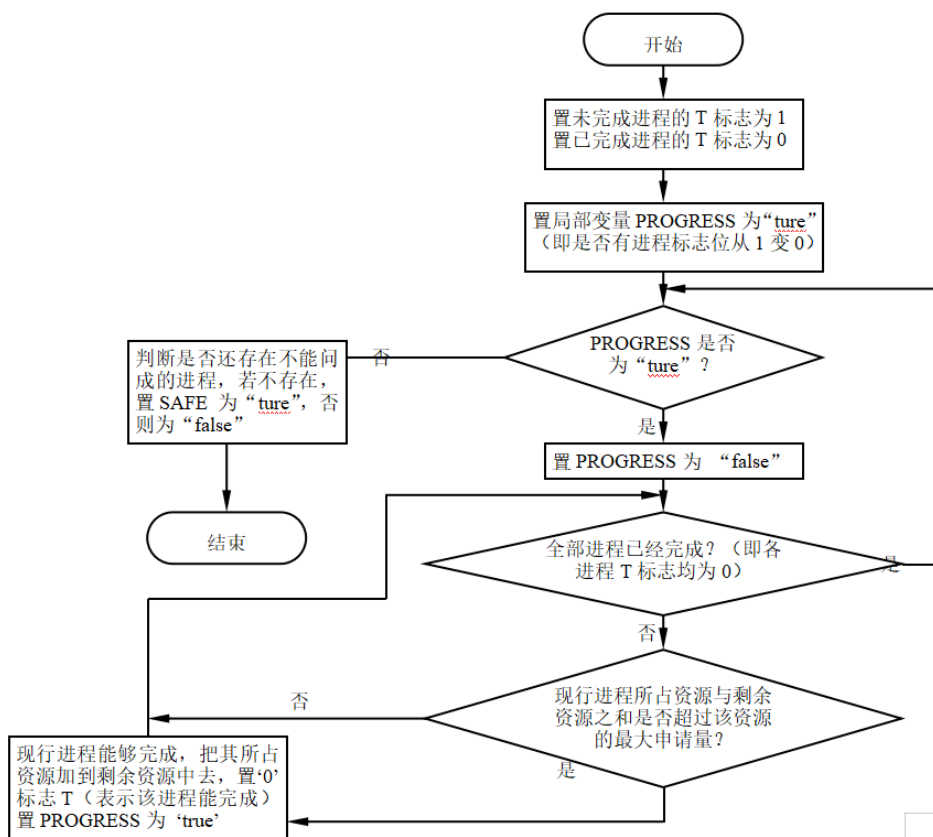 开始
置未完成进程的 T 标志为 1
置已完成进程的 T 标志为 0
置局部变量 PROGRESS 为“ture”
（即是否有进程标志位从 1 变 0）
PROGRESS 是否
为“ture”？
否
判断是否还存在不能问
成的进程，若不存在，
置 SAFE 为“ture”，否
则为“false”
是
置 PROGRESS 为 “false”
结束
全部进程已经完成？（即各
进程 T 标志均为 0）
是
否
现行进程所占资源与剩余
资源之和是否超过该资源
的最大申请量？
否
是
现行进程能够完成，把其所占
资源加到剩余资源中去，置‘0’
标志 T（表示该进程能完成）
置 PROGRESS 为 ‘true’